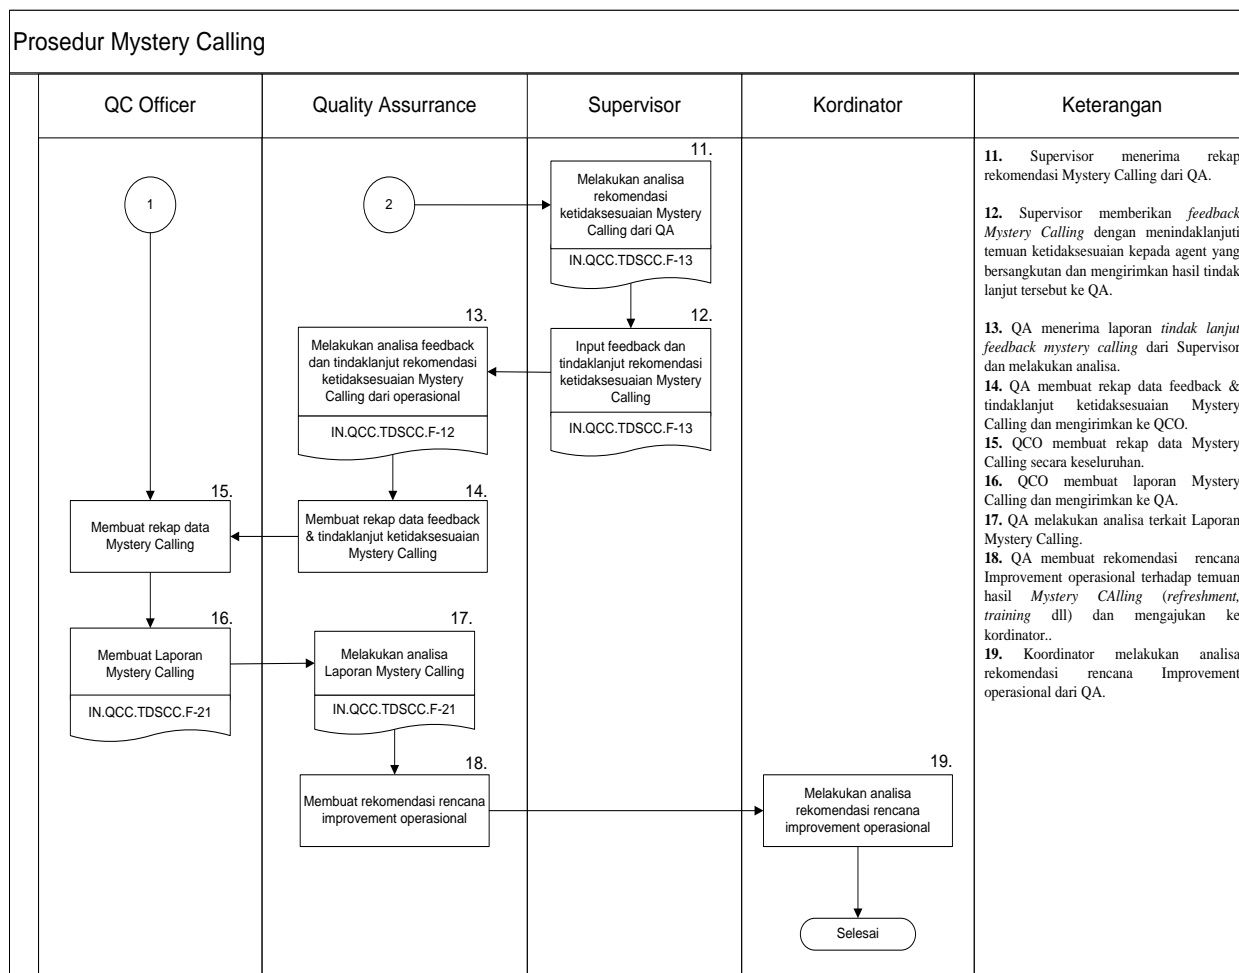 Prosedur Mystery Calling
QC Officer
Quality Assurrance
Supervisor
Kordinator
Keterangan
1
2
11.
Melakukan analisa
rekomendasi
ketidaksesuaian Mystery
Calling dari QA
IN.QCC.TDSCC.F-13
12.
Input feedback dan
tindaklanjut rekomendasi
ketidaksesuaian Mystery
Calling
IN.QCC.TDSCC.F-13
13.
Melakukan analisa feedback
dan tindaklanjut rekomendasi
ketidaksesuaian Mystery
Calling dari operasional
IN.QCC.TDSCC.F-12
14.
Membuat rekap data feedback
& tindaklanjut ketidaksesuaian
Mystery Calling
15.
Membuat rekap data
Mystery Calling
16.
Membuat Laporan
Mystery Calling
IN.QCC.TDSCC.F-21
17.
Melakukan analisa
Laporan Mystery Calling
IN.QCC.TDSCC.F-21
18.
Membuat rekomendasi rencana
improvement operasional
19.
Melakukan analisa
rekomendasi rencana
improvement operasional
Selesai
11. Supervisor menerima rekap
rekomendasi Mystery Calling dari QA.
12. Supervisor memberikan feedback
Mystery Calling dengan menindaklanjuti
temuan ketidaksesuaian kepada agent yang
bersangkutan dan mengirimkan hasil tindak
lanjut tersebut ke QA.
13. QA menerima laporan tindak lanjut
feedback mystery calling dari Supervisor
dan melakukan analisa.
14. QA membuat rekap data feedback &
tindaklanjut ketidaksesuaian Mystery
Calling dan mengirimkan ke QCO.
15. QCO membuat rekap data Mystery
Calling secara keseluruhan.
16. QCO membuat laporan Mystery
Calling dan mengirimkan ke QA.
17. QA melakukan analisa terkait Laporan
Mystery Calling.
18. QA membuat rekomendasi rencana
Improvement operasional terhadap temuan
hasil Mystery CAlling (refreshment,
training dll) dan mengajukan ke
kordinator..
19. Koordinator melakukan analisa
rekomendasi rencana Improvement
operasional dari QA.